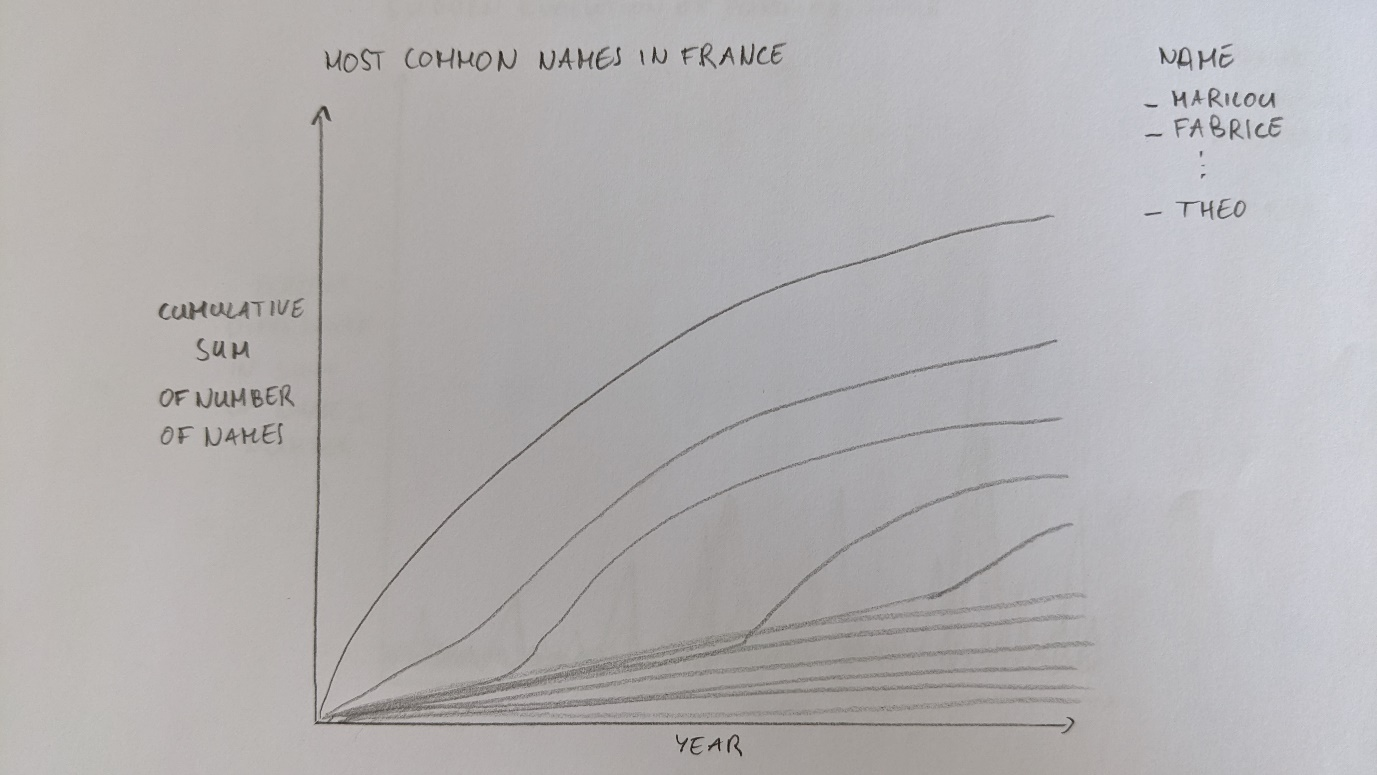 MOST COMMON NAMES IN FRANCE
NAME
- MARILOU
- FABRICE
⋮
- THEO
CUMULATIVE
SUM
OF NUMBER
OF NAMES
YEAR